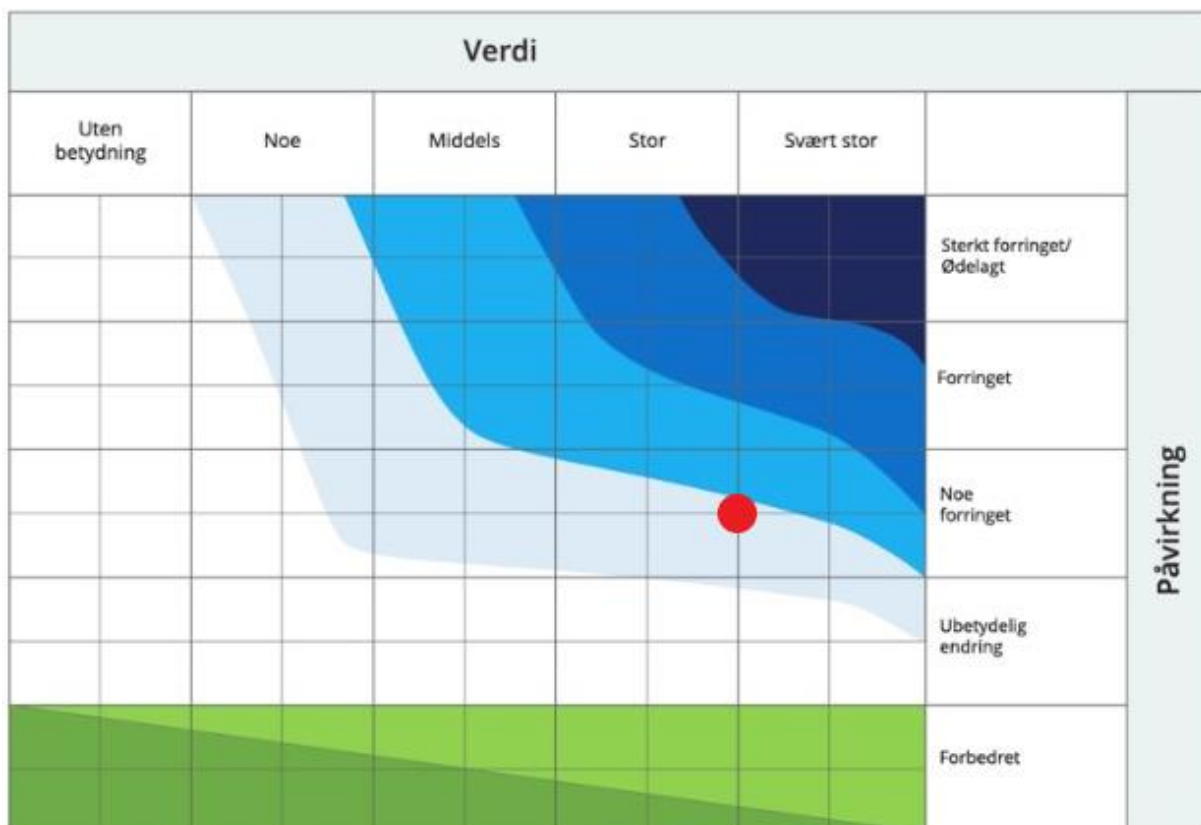 Verdi
Uten
betydning
Noe
Middels
Stor
Svært stor
Sterkt forringet/
Ødelagt
Forringet
Noe
forringet
Ubetydelig
endring
Forbedret
Påvirkning